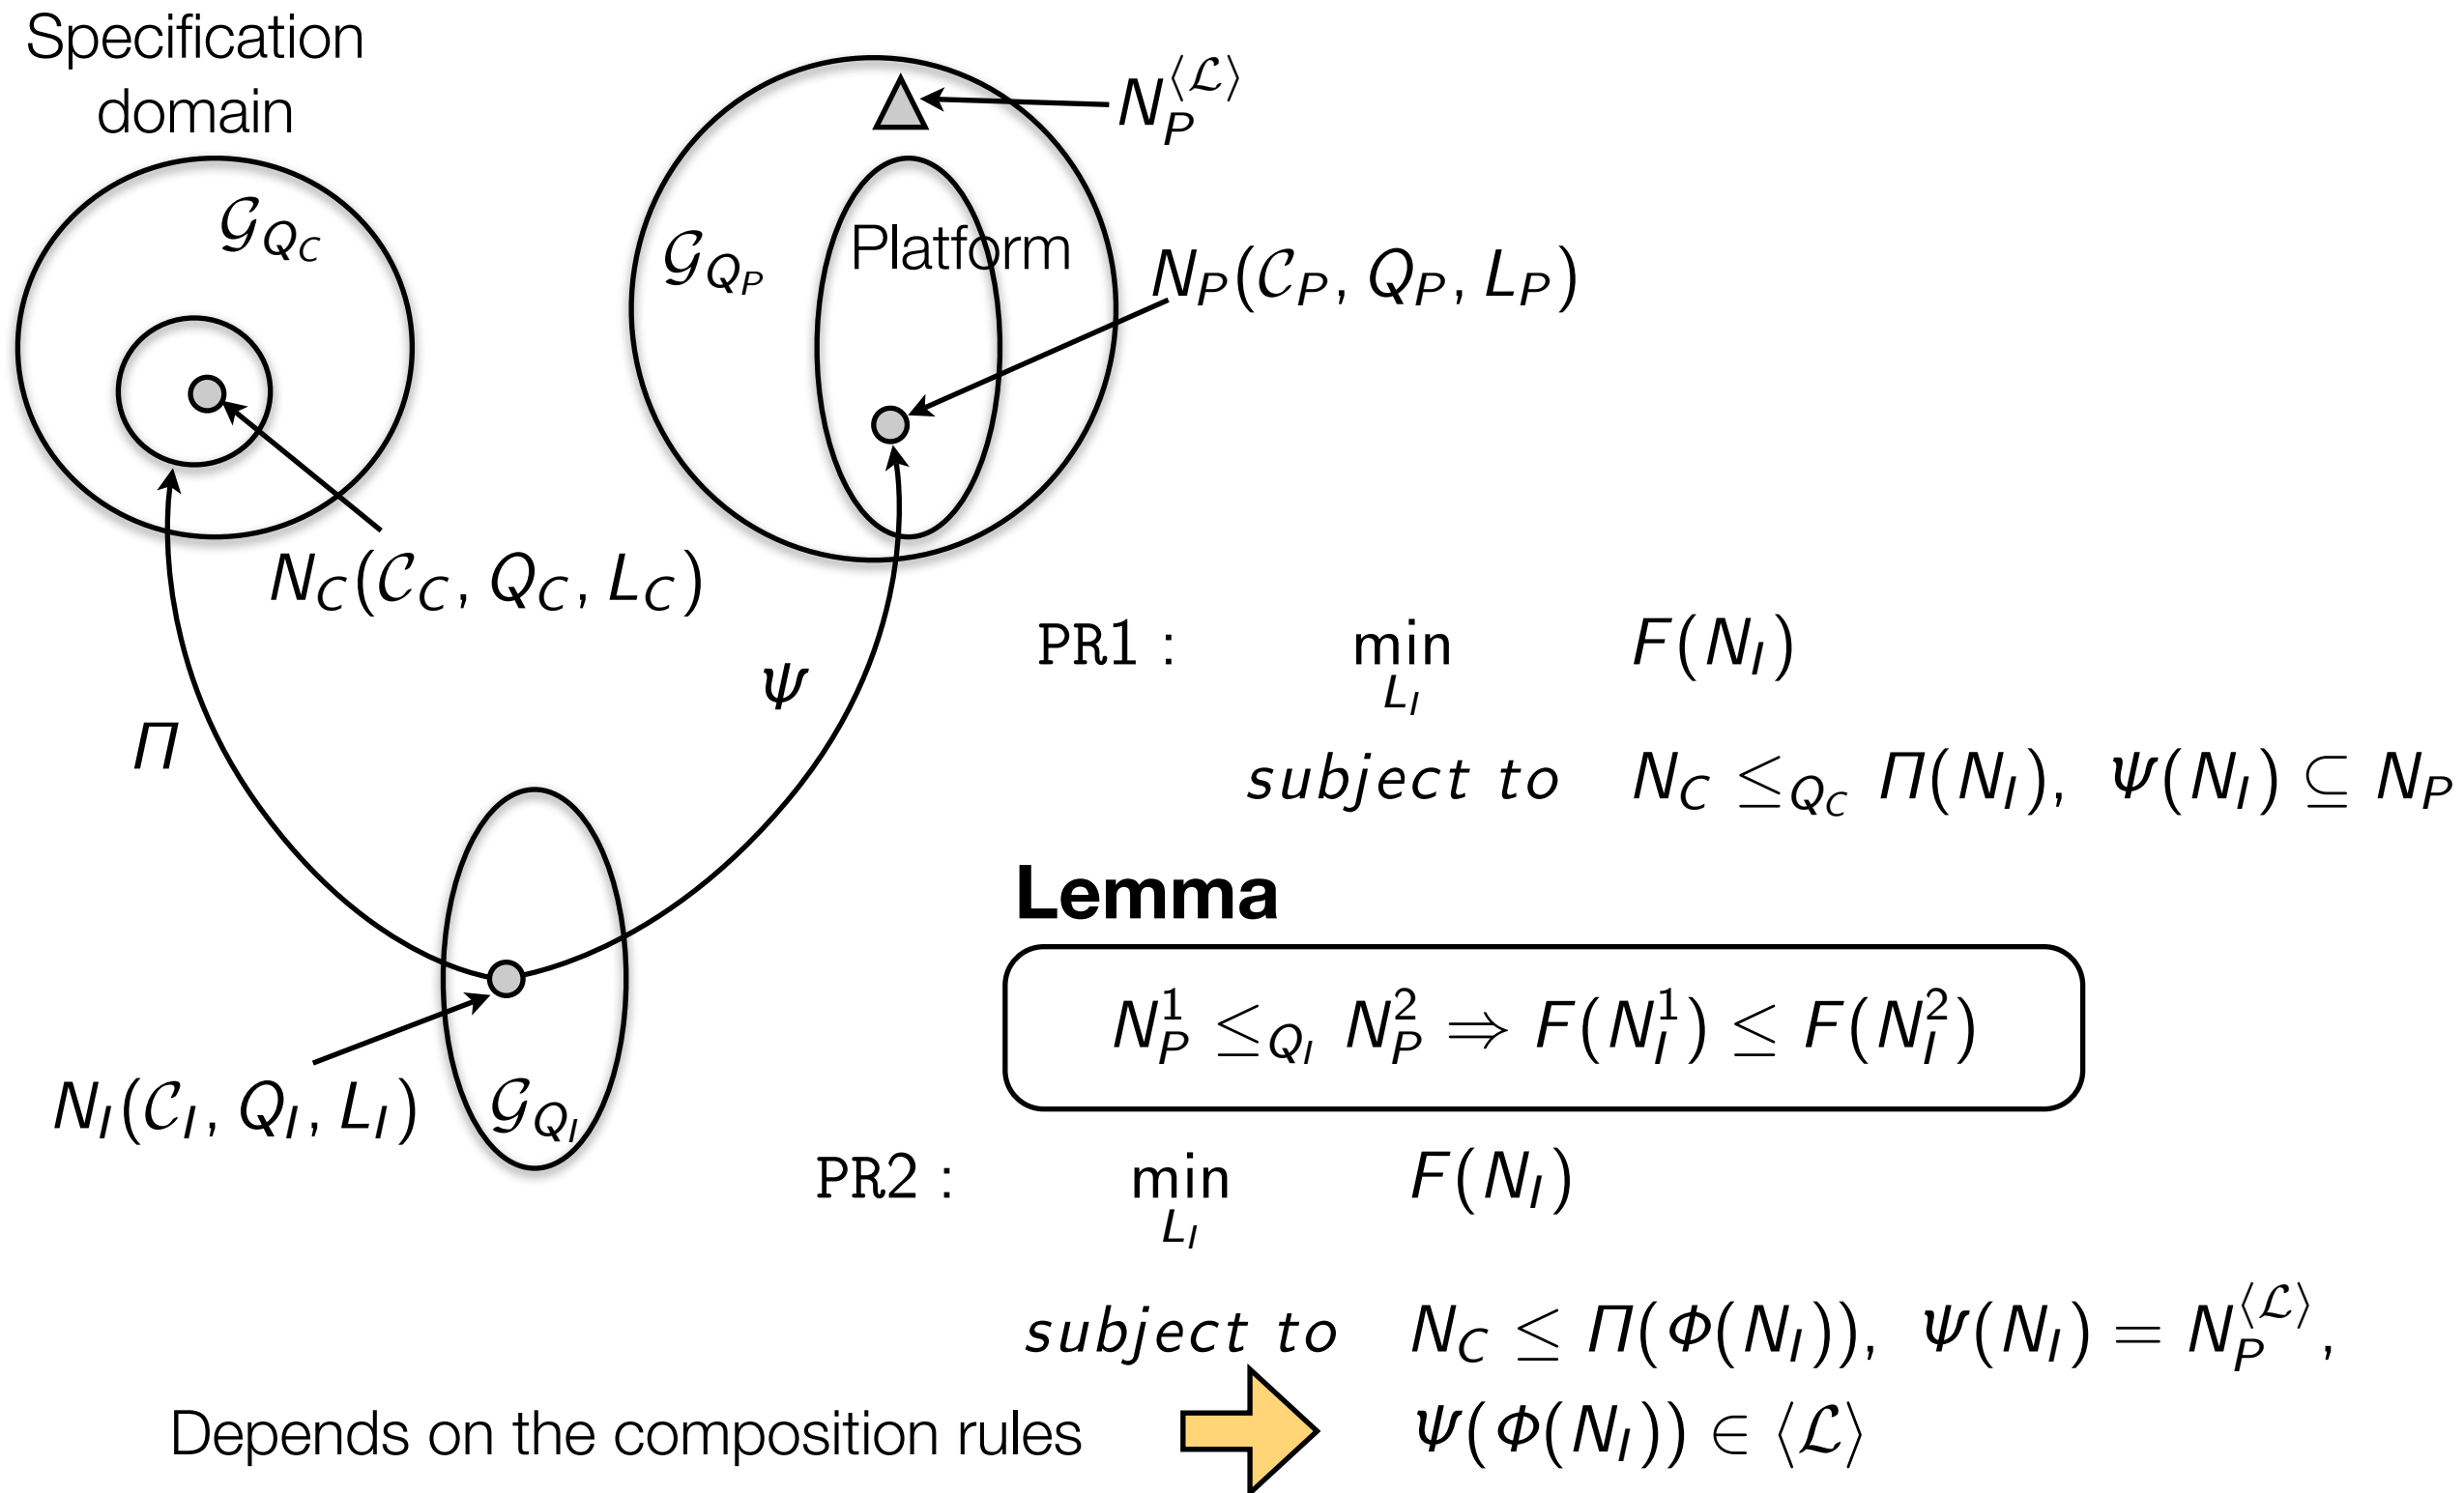 Specification
domain
𝒢_{Q_C}
N_P^{⟨ℒ⟩}
𝒢_{Q_P}
Platform
N_P(𝒞_P, Q_P, L_P)
N_C(𝒞_C, Q_C, L_C)
Π
Ψ
PR1 : min_{L_I} F(N_I)
subject to N_C ≤_{Q_C} Π(N_I), Ψ(N_I) ⊆ N_P
Lemma
N_P^1 ≤_{Q_I} N_P^2 ⇒ F(N_I^1) ≤ F(N_I^2)
N_I(𝒞_I, Q_I, L_I)
𝒢_{Q_I}
PR2 : min_{L_I} F(N_I)
subject to N_C ≤ Π(Φ(N_I)), Ψ(N_I) = N_P^{⟨ℒ⟩},
Depends on the composition rules
Ψ(Φ(N_I)) ∈ ⟨ℒ⟩